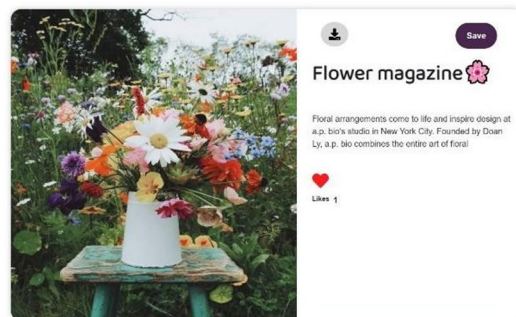 Save
Flower magazine🌸
Floral arrangements come to life and inspire design at
a.p. bio's studio in New York City. Founded by Doan
Ly, a.p. bio combines the entire art of floral
Likes 1